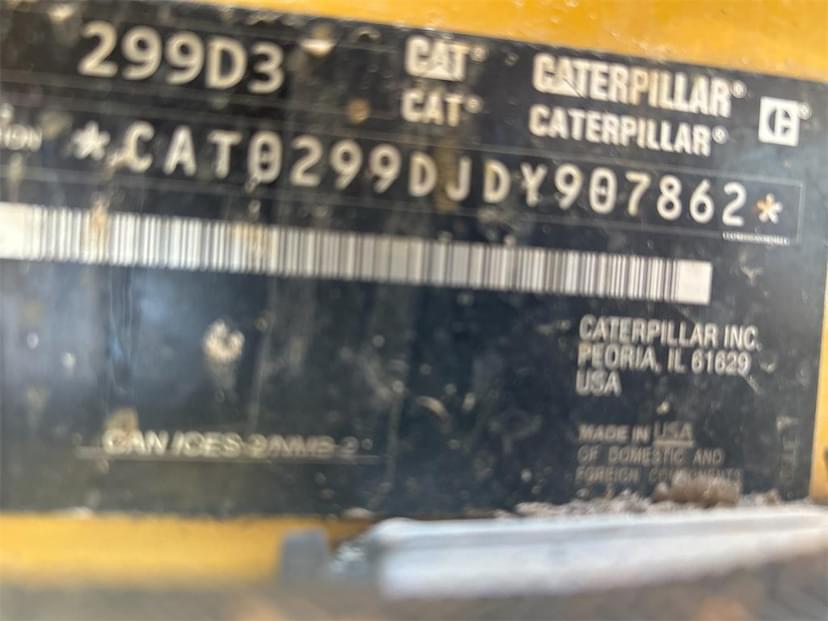 299D3
CAT® CATERPILLAR®
CAT® CATERPILLAR®
*CAT0299DJDY907862*
CATERPILLAR INC.
PEORIA, IL 61629
USA
CAN ICES-2/NMB-2
MADE IN USA
OF DOMESTIC AND
FOREIGN COMPONENTS